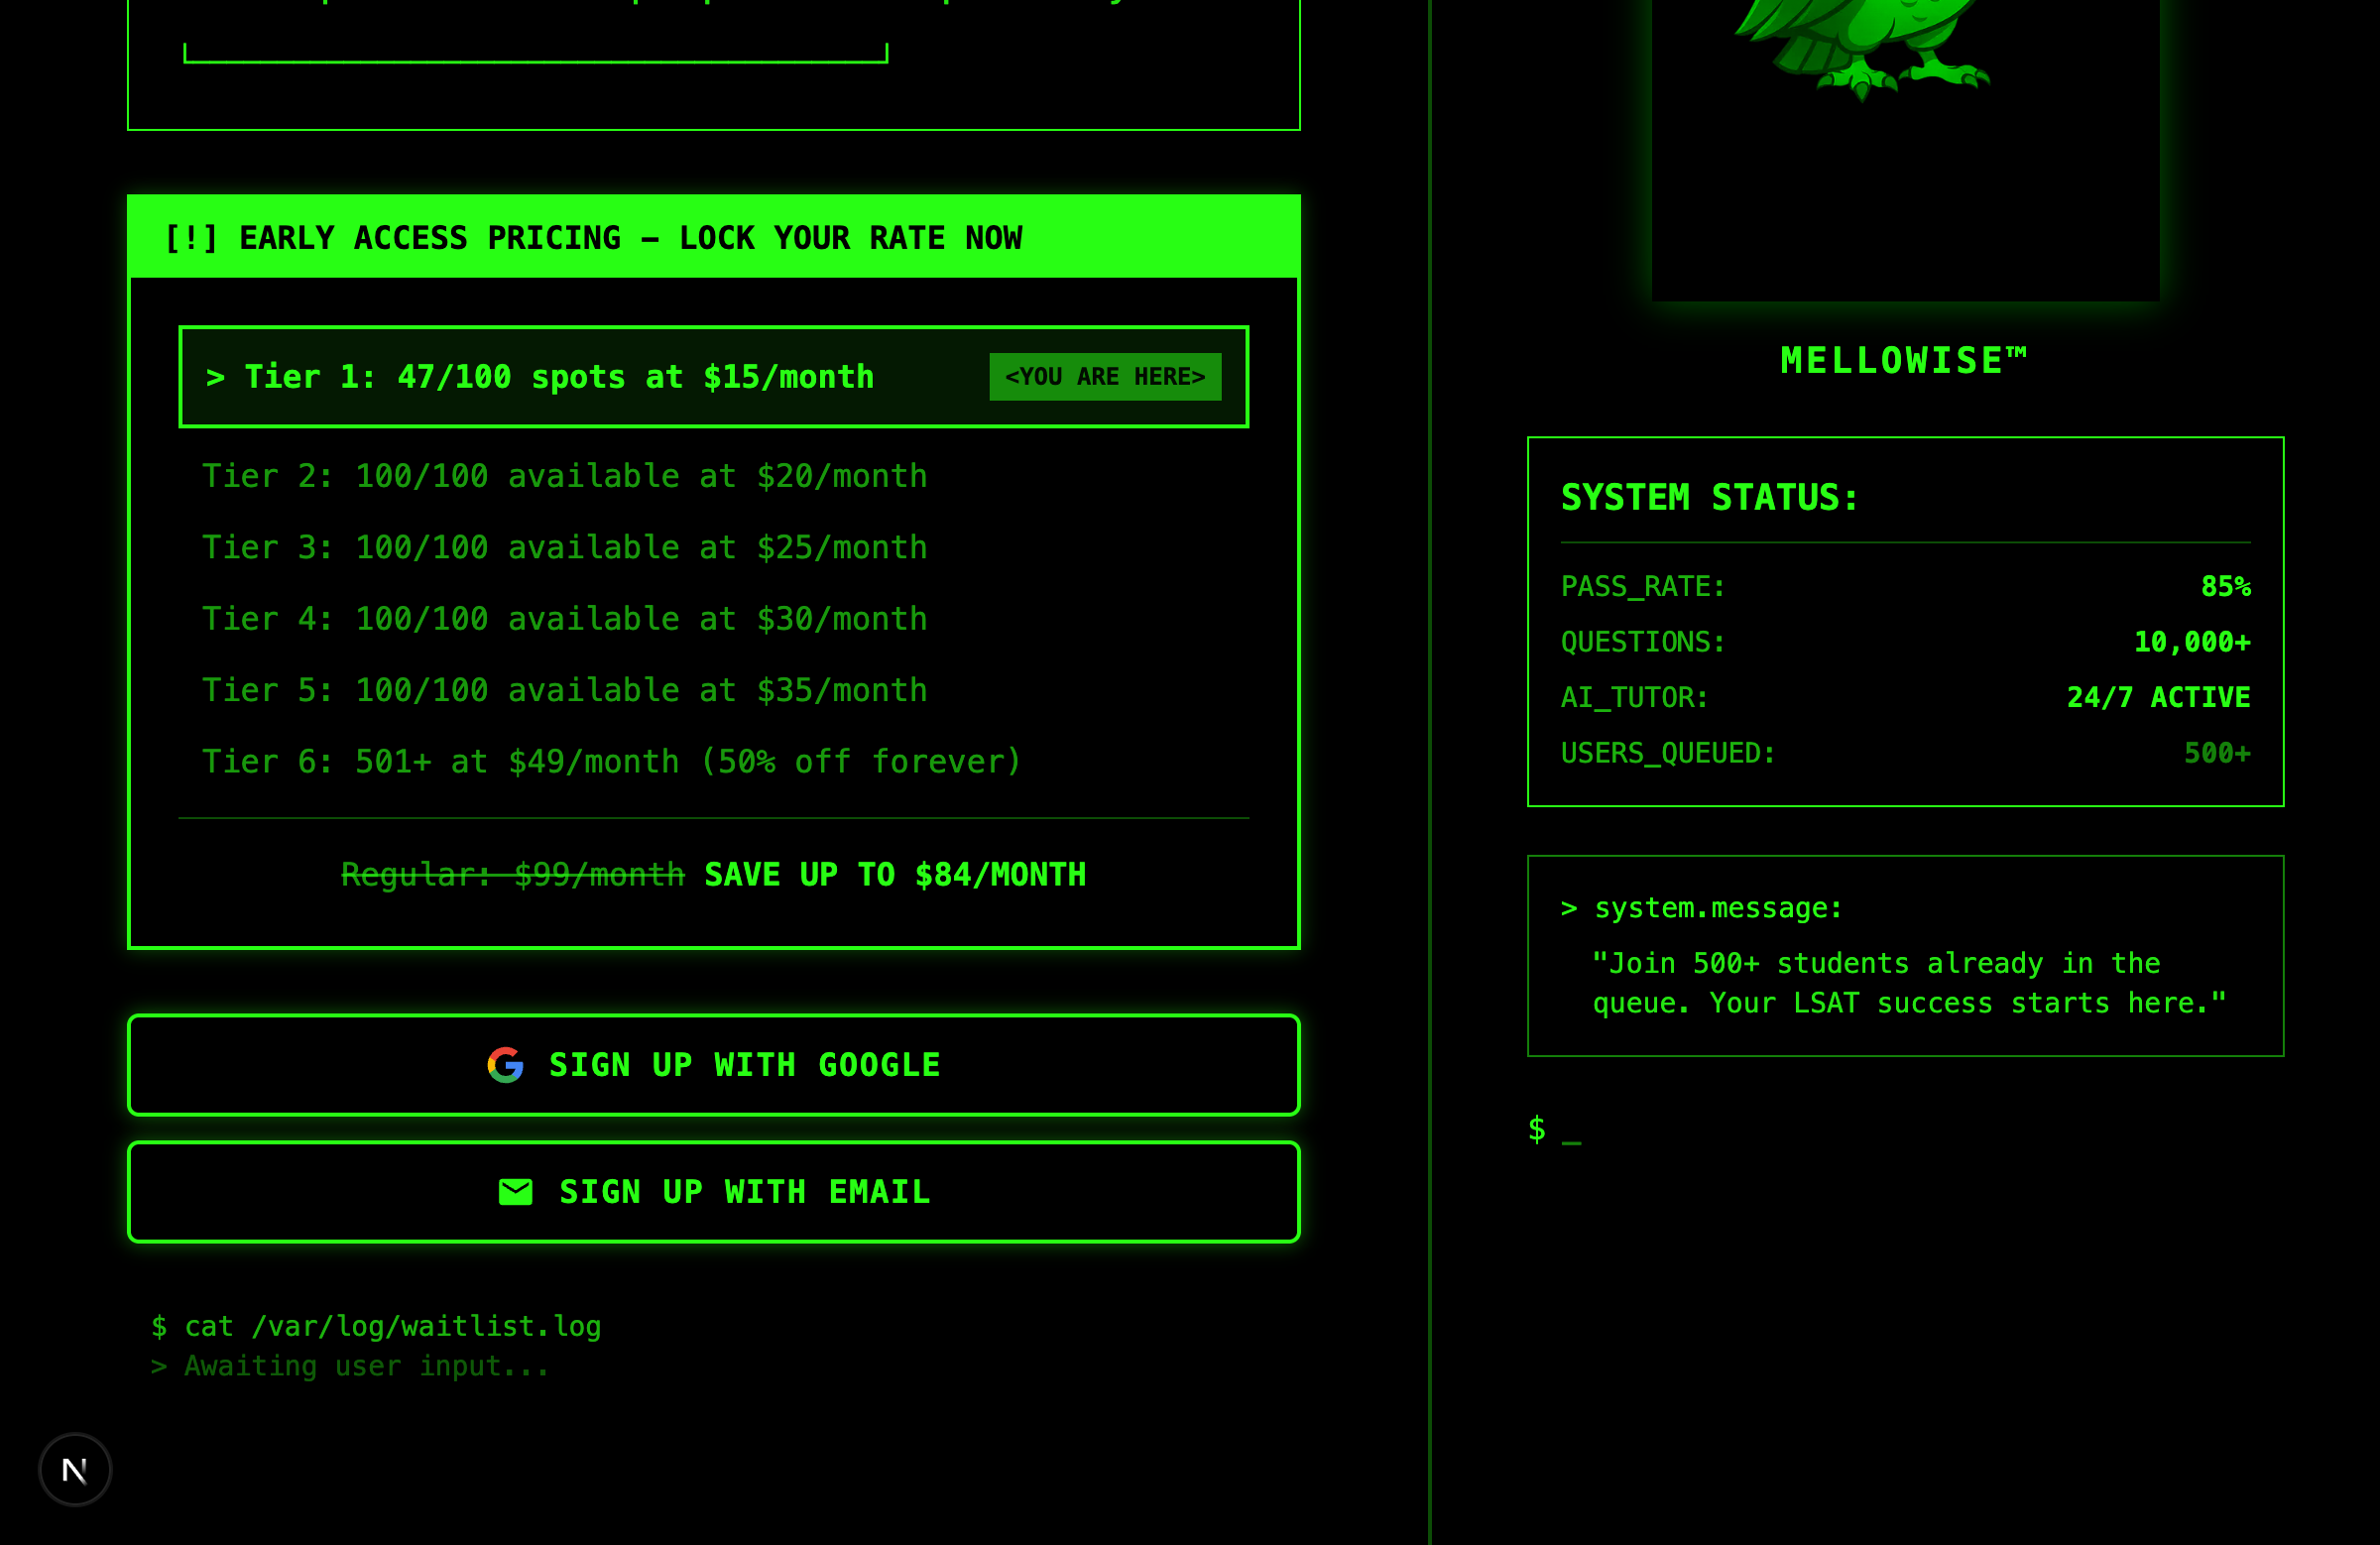 [!] EARLY ACCESS PRICING — LOCK YOUR RATE NOW
> Tier 1: 47/100 spots at $15/month <YOU ARE HERE>
Tier 2: 100/100 available at $20/month
Tier 3: 100/100 available at $25/month
Tier 4: 100/100 available at $30/month
Tier 5: 100/100 available at $35/month
Tier 6: 501+ at $49/month (50% off forever)
Regular: $99/month SAVE UP TO $84/MONTH
SIGN UP WITH GOOGLE
SIGN UP WITH EMAIL
$ cat /var/log/waitlist.log
> Awaiting user input...
N
MELLOWISE™
SYSTEM STATUS:
PASS_RATE: 85%
QUESTIONS: 10,000+
AI_TUTOR: 24/7 ACTIVE
USERS_QUEUED: 500+
> system.message:
"Join 500+ students already in the
queue. Your LSAT success starts here."
$ _